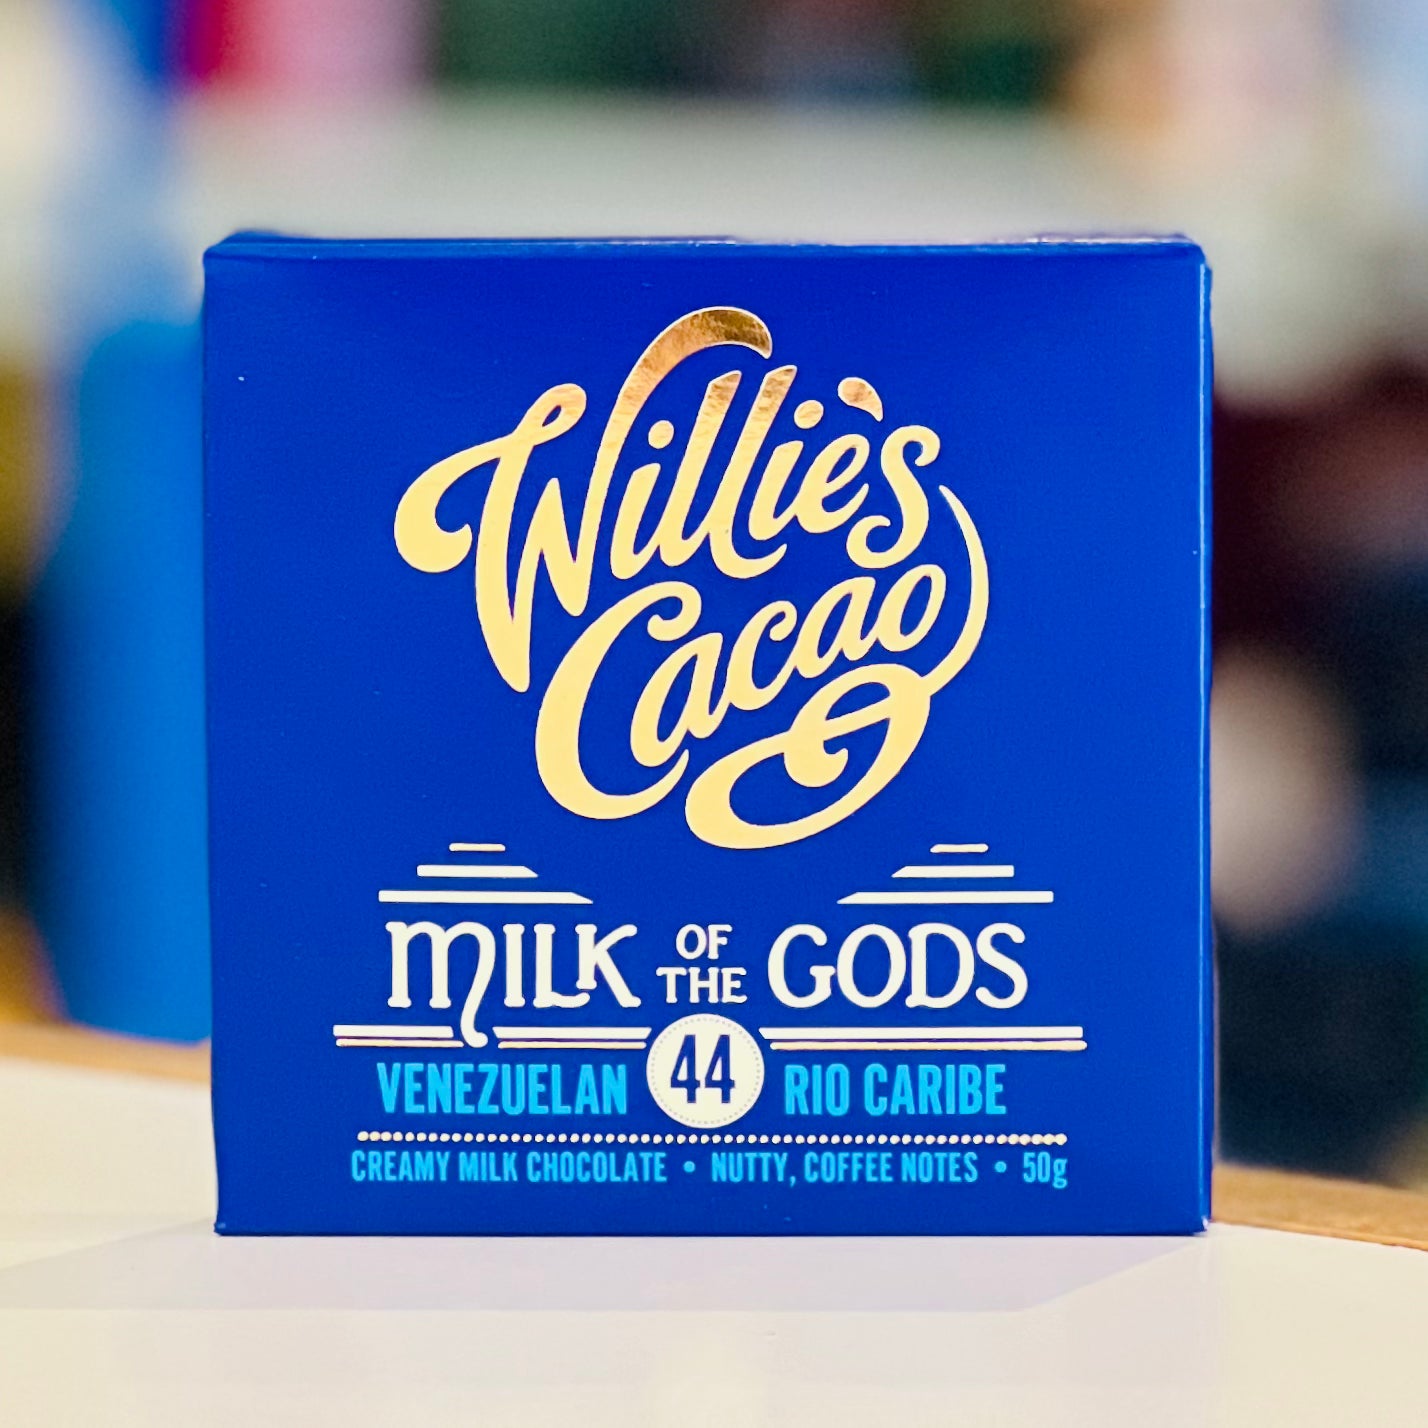 Willie's
Cacao
MILK OF THE GODS
VENEZUELAN 44 RIO CARIBE
CREAMY MILK CHOCOLATE • NUTTY, COFFEE NOTES • 50g